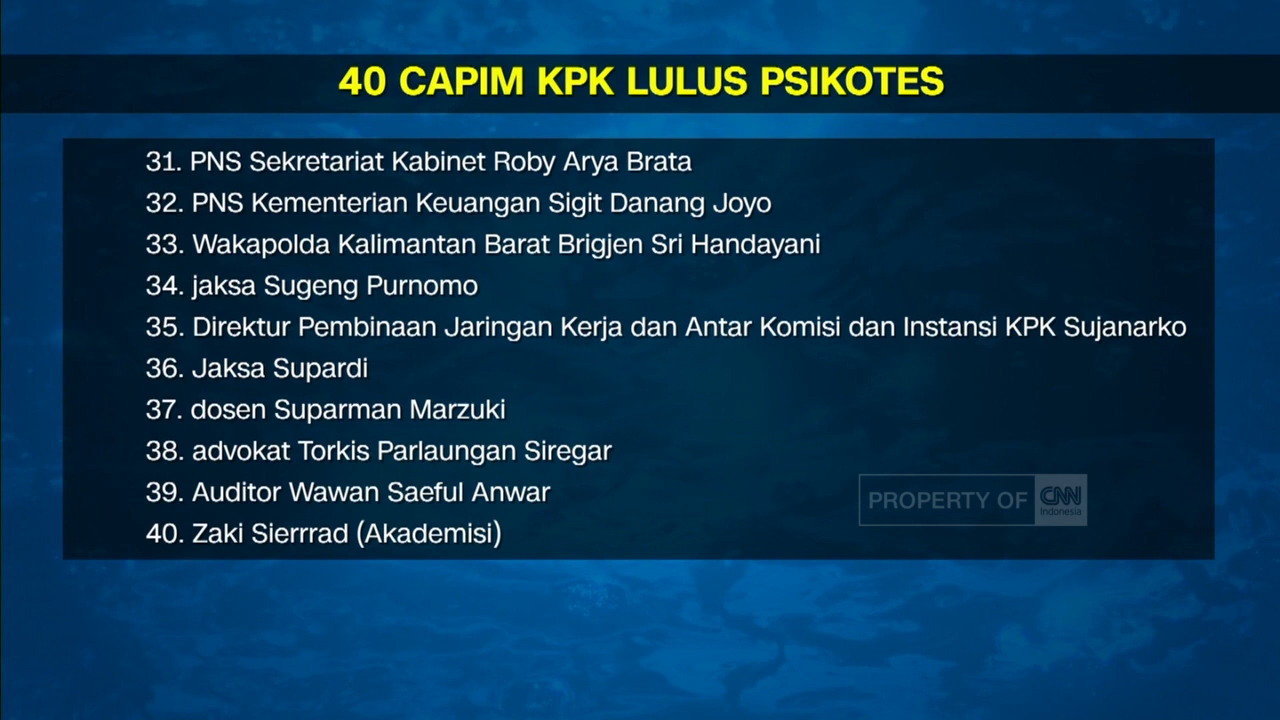 40 CAPIM KPK LULUS PSIKOTES
31. PNS Sekretariat Kabinet Roby Arya Brata
32. PNS Kementerian Keuangan Sigit Danang Joyo
33. Wakapolda Kalimantan Barat Brigjen Sri Handayani
34. jaksa Sugeng Purnomo
35. Direktur Pembinaan Jaringan Kerja dan Antar Komisi dan Instansi KPK Sujanarko
36. Jaksa Supardi
37. dosen Suparman Marzuki
38. advokat Torkis Parlaungan Siregar
39. Auditor Wawan Saeful Anwar
40. Zaki Sierrrad (Akademisi)
PROPERTY OF CNN Indonesia